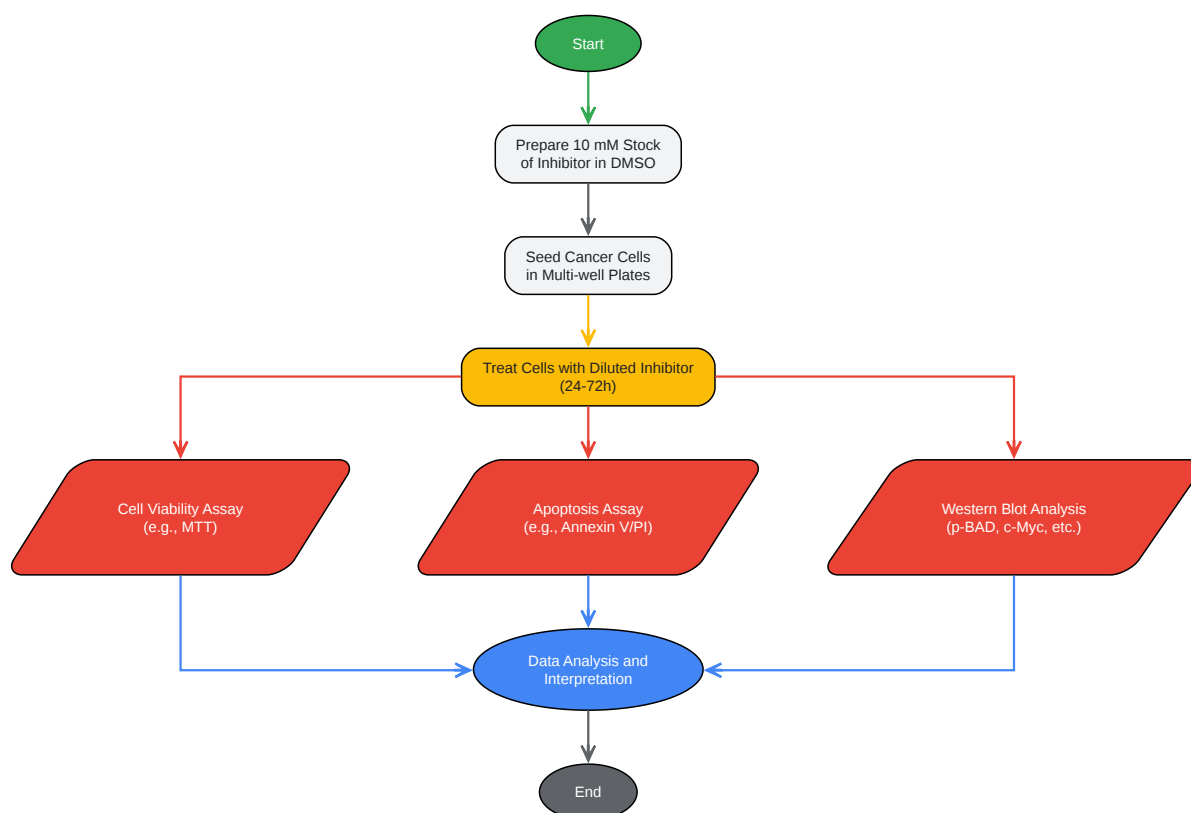 Start
Prepare 10 mM Stock
of Inhibitor in DMSO
Seed Cancer Cells
in Multi-well Plates
Treat Cells with Diluted Inhibitor
(24-72h)
Cell Viability Assay
(e.g., MTT)
Apoptosis Assay
(e.g., Annexin V/PI)
Western Blot Analysis
(p-BAD, c-Myc, etc.)
Data Analysis and
Interpretation
End